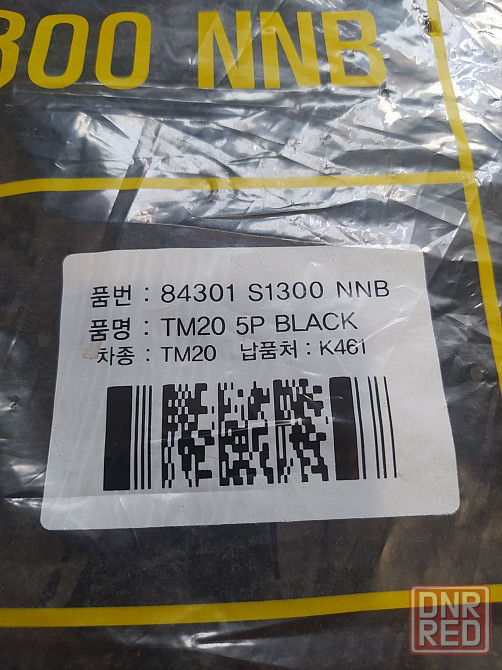 300 NNB
품번 : 84301 S1300 NNB
품명 : TM20 5P BLACK
차종 : TM20 납품처 : K461
DNR
RED